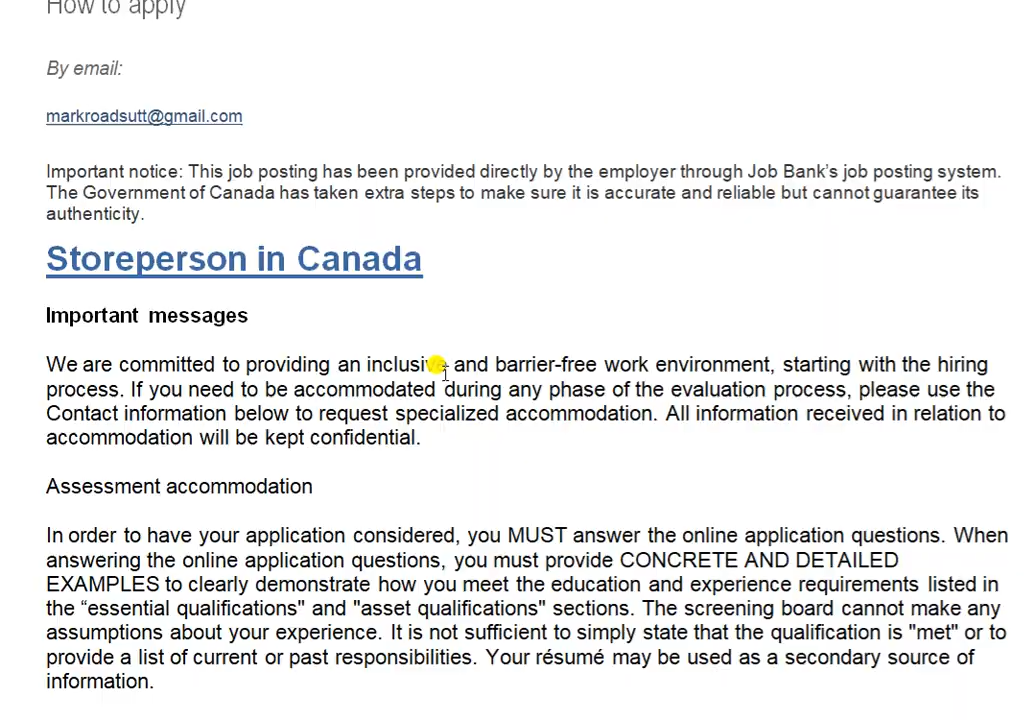 How to apply
By email:
markroadsutt@gmail.com
Important notice: This job posting has been provided directly by the employer through Job Bank's job posting system.
The Government of Canada has taken extra steps to make sure it is accurate and reliable but cannot guarantee its
authenticity.
Storeperson in Canada
Important messages
We are committed to providing an inclusive and barrier-free work environment, starting with the hiring
process. If you need to be accommodated during any phase of the evaluation process, please use the
Contact information below to request specialized accommodation. All information received in relation to
accommodation will be kept confidential.
Assessment accommodation
In order to have your application considered, you MUST answer the online application questions. When
answering the online application questions, you must provide CONCRETE AND DETAILED
EXAMPLES to clearly demonstrate how you meet the education and experience requirements listed in
the “essential qualifications" and "asset qualifications" sections. The screening board cannot make any
assumptions about your experience. It is not sufficient to simply state that the qualification is "met" or to
provide a list of current or past responsibilities. Your résumé may be used as a secondary source of
information.